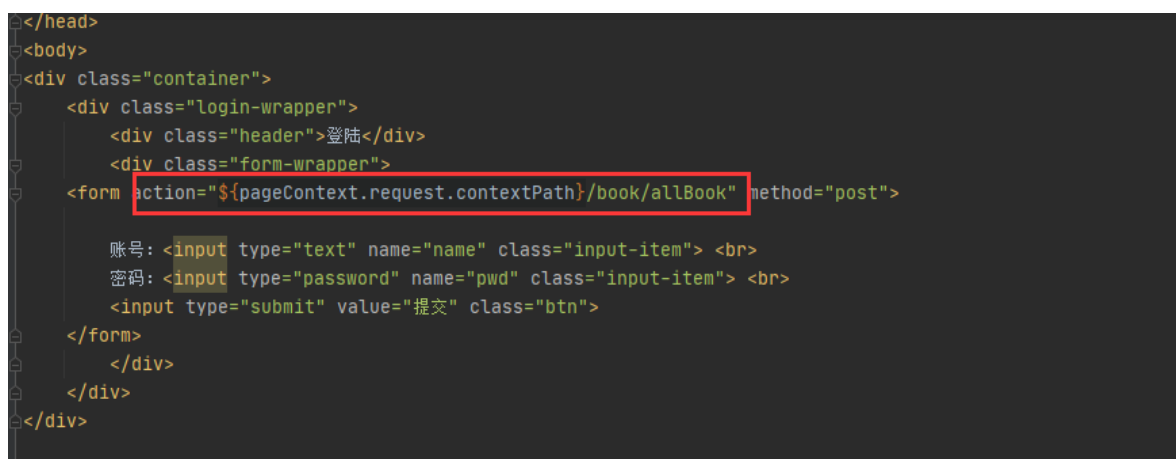 </head>
<body>
<div class="container">
<div class="login-wrapper">
<div class="header">登陆</div>
<div class="form-wrapper">
<form action="${pageContext.request.contextPath}/book/allBook" method="post">
账号：<input type="text" name="name" class="input-item"> <br>
密码：<input type="password" name="pwd" class="input-item"> <br>
<input type="submit" value="提交" class="btn">
</form>
</div>
</div>
</div>